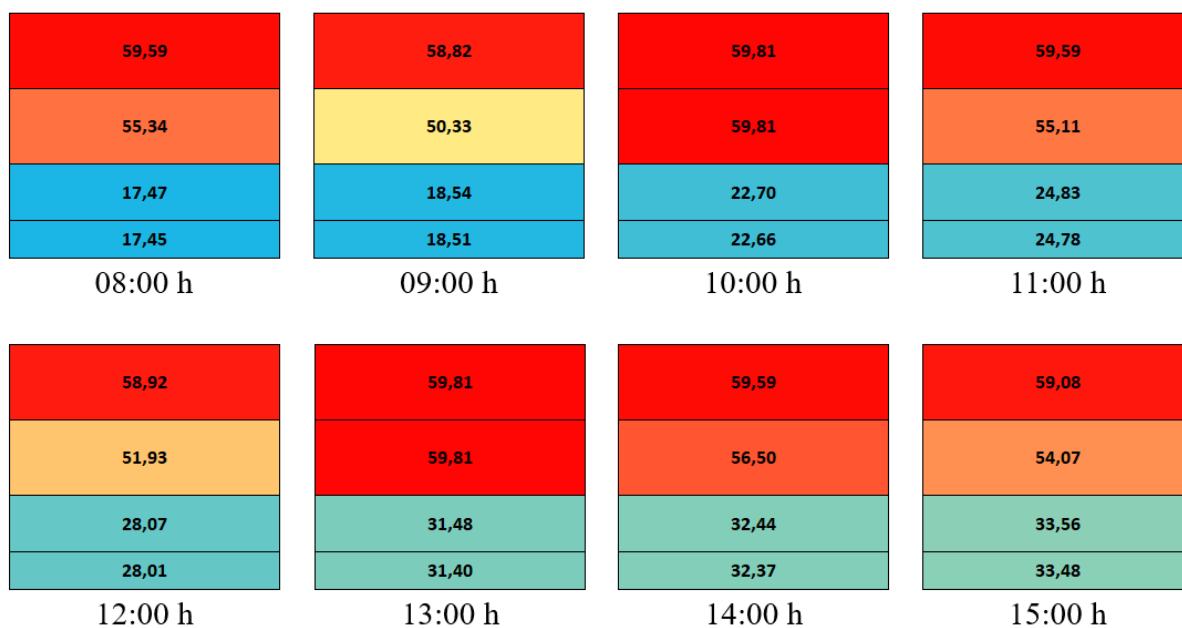 59,59 58,82 59,81 59,59
55,34 50,33 59,81 55,11
17,47 18,54 22,70 24,83
17,45 18,51 22,66 24,78
08:00 h 09:00 h 10:00 h 11:00 h
58,92 59,81 59,59 59,08
51,93 59,81 56,50 54,07
28,07 31,48 32,44 33,56
28,01 31,40 32,37 33,48
12:00 h 13:00 h 14:00 h 15:00 h